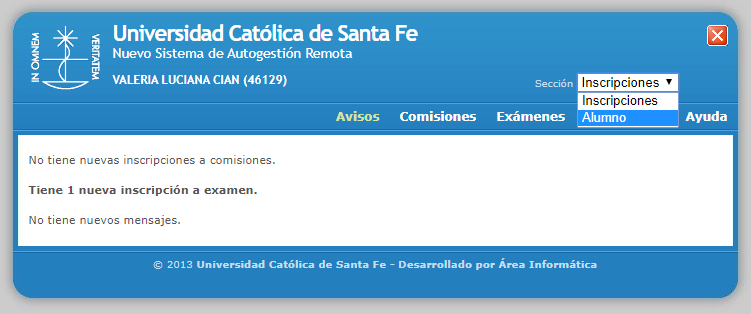 IN OMNEM
VERITATEM
Universidad Católica de Santa Fe
Nuevo Sistema de Autogestión Remota
VALERIA LUCIANA CIAN (46129)
Sección
Inscripciones
Inscripciones
Alumno
Avisos
Comisiones
Exámenes
Ayuda
No tiene nuevas inscripciones a comisiones.
Tiene 1 nueva inscripción a examen.
No tiene nuevos mensajes.
© 2013 Universidad Católica de Santa Fe - Desarrollado por Área Informática